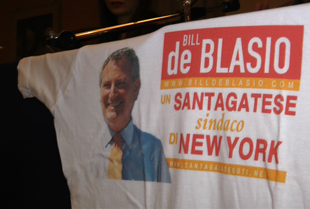 BILL
de BLASIO
WWW.BILLDEBLASIO.COM
UN SANTAGATESE
sindaco
DI NEW YORK